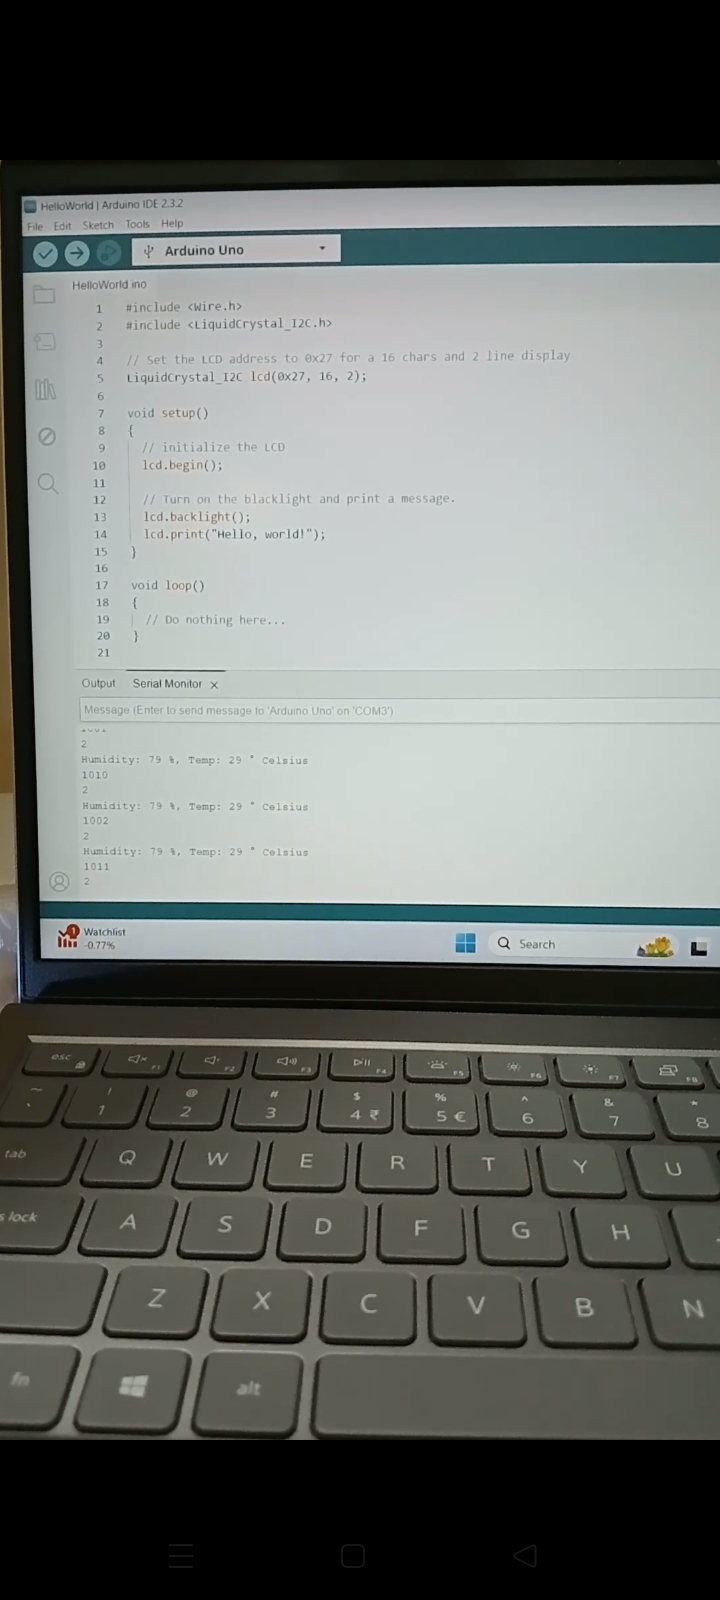 HelloWorld | Arduino IDE 2.3.2
File Edit Sketch Tools Help
Arduino Uno
HelloWorld ino
1 #include <Wire.h>
2 #include <LiquidCrystal_I2C.h>
3
4 // Set the LCD address to 0x27 for a 16 chars and 2 line display
5 LiquidCrystal_I2C lcd(0x27, 16, 2);
6
7 void setup()
8 {
9 // initialize the LCD
10 lcd.begin();
11
12 // Turn on the blacklight and print a message.
13 lcd.backlight();
14 lcd.print("Hello, world!");
15 }
16
17 void loop()
18 {
19 // Do nothing here...
20 }
21
Output Serial Monitor x
Message (Enter to send message to 'Arduino Uno' on 'COM3')
2
Humidity: 79 %, Temp: 29 ° Celsius
1010
2
Humidity: 79 %, Temp: 29 ° Celsius
1002
2
Humidity: 79 %, Temp: 29 ° Celsius
1011
2
1 Watchlist
-0.77%
Search
esc F1 F2 F3 F4 F5 F6 F7 F8
~ ! @ # $ % ^ & *
` 1 2 3 4 ₹ 5 € 6 7 8
tab Q W E R T Y U
s lock A S D F G H
Z X C V B N
fn alt